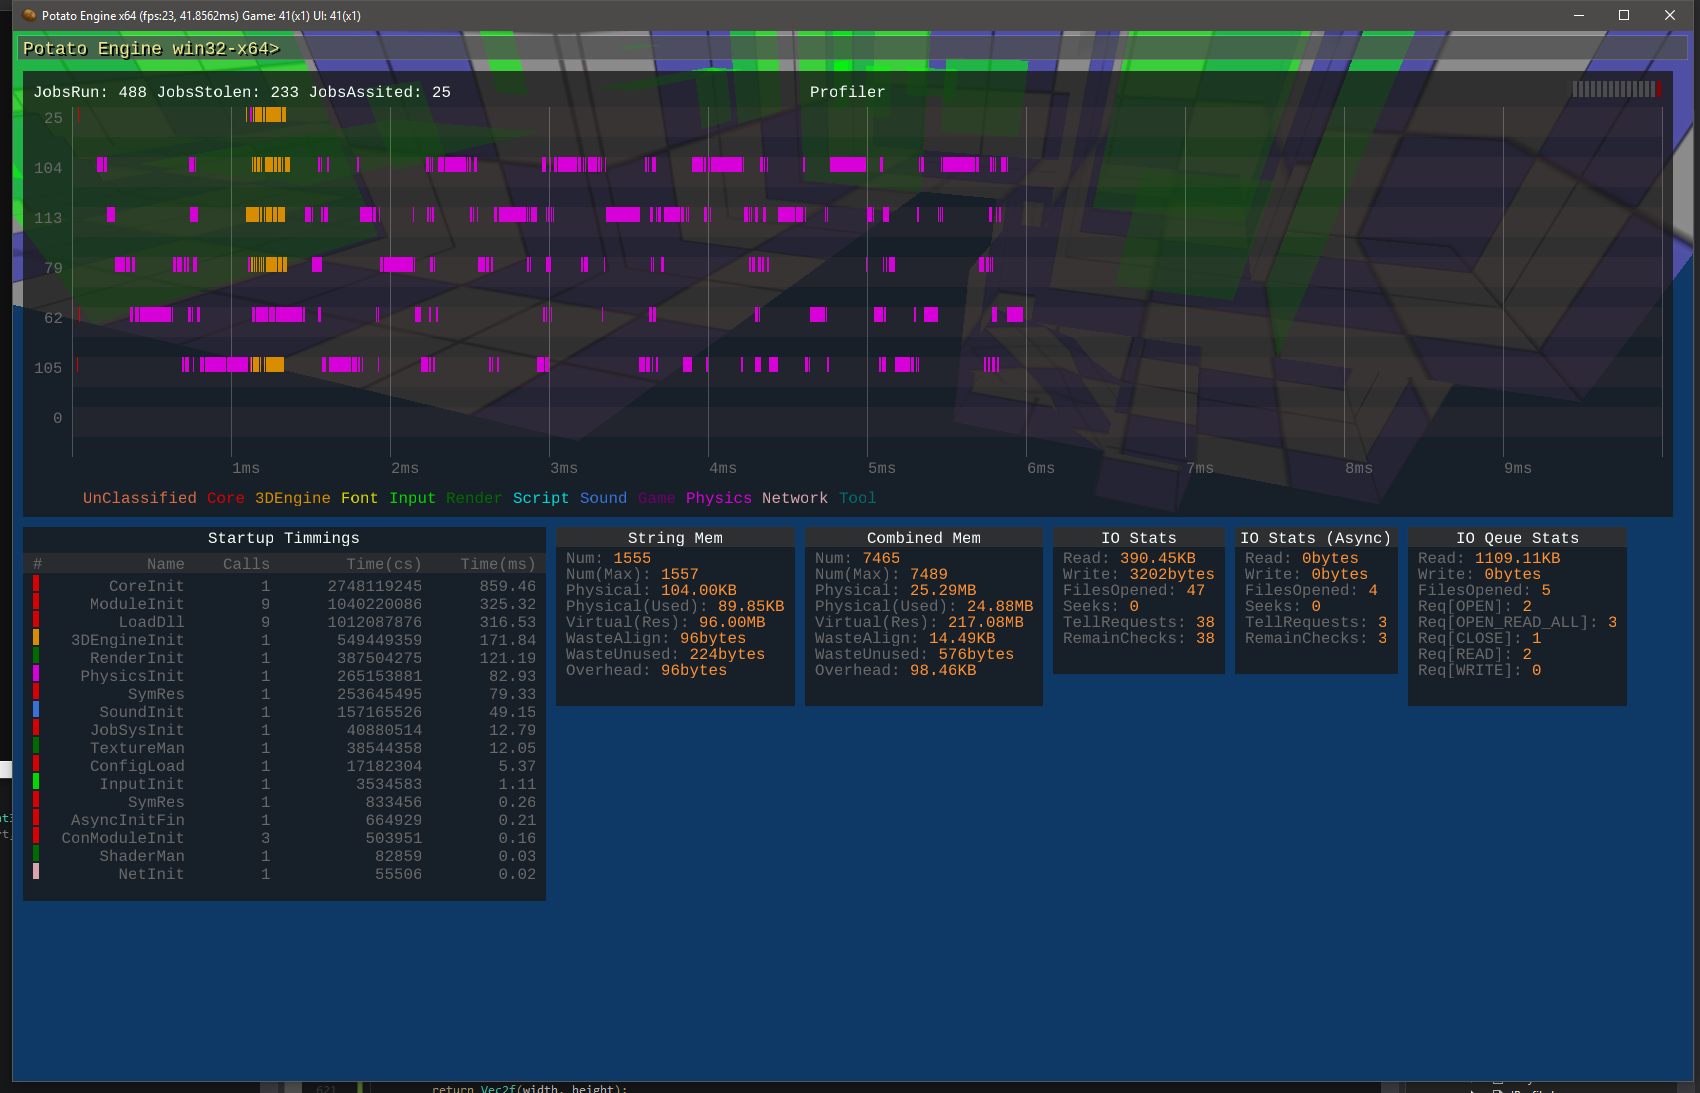 Potato Engine x64 (fps:23, 41.8562ms) Game: 41(x1) UI: 41(x1)
Potato Engine win32-x64>
JobsRun: 488 JobsStolen: 233 JobsAssited: 25
Profiler
25
104
113
79
62
105
0
1ms 2ms 3ms 4ms 5ms 6ms 7ms 8ms 9ms
UnClassified Core 3DEngine Font Input Render Script Sound Game Physics Network Tool
Startup Timmings
# Name Calls Time(cs) Time(ms)
CoreInit 1 2748119245 859.46
ModuleInit 9 1040220086 325.32
LoadDll 9 1012087876 316.53
3DEngineInit 1 549449359 171.84
RenderInit 1 387504275 121.19
PhysicsInit 1 265153881 82.93
SymRes 1 253645495 79.33
SoundInit 1 157165526 49.15
JobSysInit 1 40880514 12.79
TextureMan 1 38544358 12.05
ConfigLoad 1 17182304 5.37
InputInit 1 3534583 1.11
SymRes 1 833456 0.26
AsyncInitFin 1 664929 0.21
ConModuleInit 3 503951 0.16
ShaderMan 1 82859 0.03
NetInit 1 55506 0.02
String Mem
Num: 1555
Num(Max): 1557
Physical: 104.00KB
Physical(Used): 89.85KB
Virtual(Res): 96.00MB
WasteAlign: 96bytes
WasteUnused: 224bytes
Overhead: 96bytes
Combined Mem
Num: 7465
Num(Max): 7489
Physical: 25.29MB
Physical(Used): 24.88MB
Virtual(Res): 217.08MB
WasteAlign: 14.49KB
WasteUnused: 576bytes
Overhead: 98.46KB
IO Stats
Read: 390.45KB
Write: 3202bytes
FilesOpened: 47
Seeks: 0
TellRequests: 38
RemainChecks: 38
IO Stats (Async)
Read: 0bytes
Write: 0bytes
FilesOpened: 4
Seeks: 0
TellRequests: 3
RemainChecks: 3
IO Qeue Stats
Read: 1109.11KB
Write: 0bytes
FilesOpened: 5
Req[OPEN]: 2
Req[OPEN_READ_ALL]: 3
Req[CLOSE]: 1
Req[READ]: 2
Req[WRITE]: 0
621 return Vec2f(width, height);